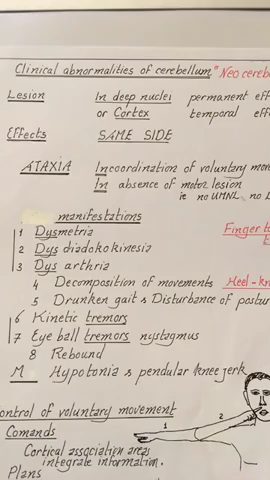 Clinical abnormalities of cerebellum "Neo cereb
Lesion In deep nuclei permanent eff
or Cortex temporal effe
Effects SAME SIDE
ATAXIA Incoordination of voluntary mov
In absence of motor lesion
ie no UMNL, no L
manifestations
1 Dysmetria Finger to
2 Dys diadokokinesia
3 Dys arthria
4 Decomposition of movements Heel-kn
5 Drunken gait & Disturbance of postur
6 Kinetic tremors
7 Eye ball tremors nystagmus
8 Rebound
M Hypotonia & pendular knee jerk
ontrol of voluntary movement
Comands 1 2
Cortical association areas
integrate information.
Plans